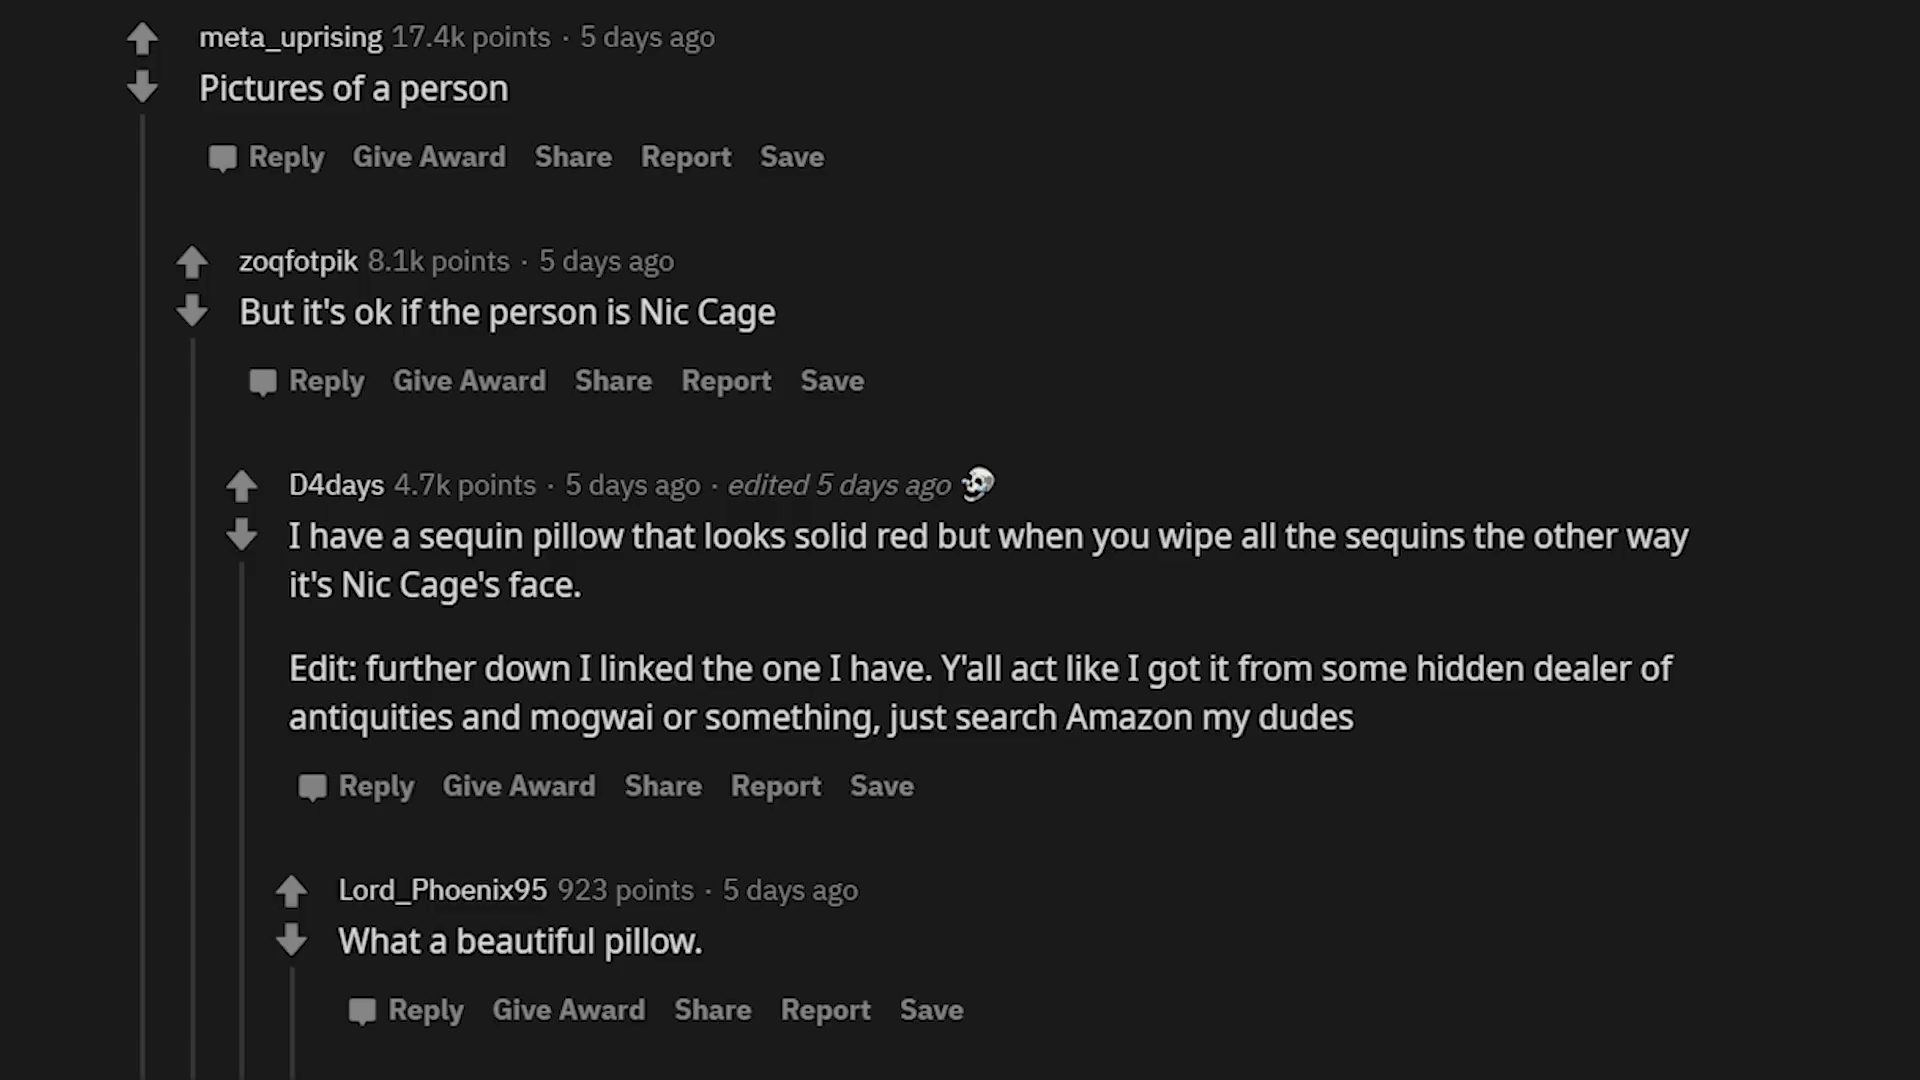 meta_uprising 17.4k points · 5 days ago
Pictures of a person
Reply Give Award Share Report Save
zoqfotpik 8.1k points · 5 days ago
But it's ok if the person is Nic Cage
Reply Give Award Share Report Save
D4days 4.7k points · 5 days ago · edited 5 days ago
I have a sequin pillow that looks solid red but when you wipe all the sequins the other way
it's Nic Cage's face.
Edit: further down I linked the one I have. Y'all act like I got it from some hidden dealer of
antiquities and mogwai or something, just search Amazon my dudes
Reply Give Award Share Report Save
Lord_Phoenix95 923 points · 5 days ago
What a beautiful pillow.
Reply Give Award Share Report Save